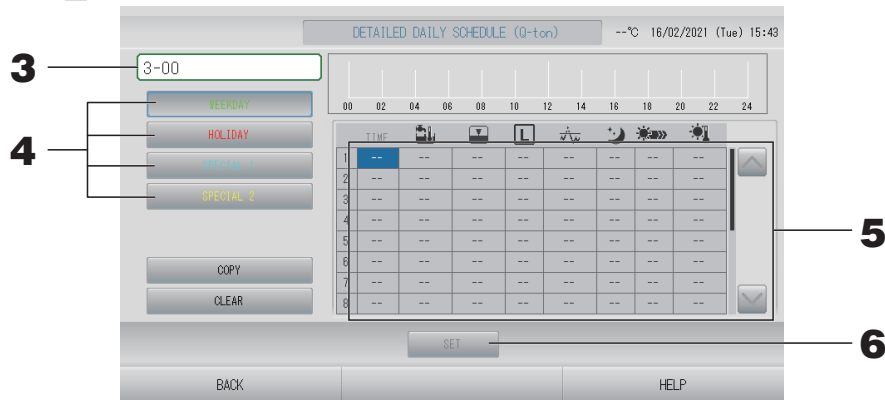 DETAILED DAILY SCHEDULE (Q-ton) --℃ 16/02/2021 (Tue) 15:43
3
3-00
00 02 04 06 08 10 12 14 16 18 20 22 24
4
WEEKDAY
HOLIDAY
SPECIAL 1
SPECIAL 2
COPY
CLEAR
TIME L
1 -- -- -- -- -- -- -- --
2 -- -- -- -- -- -- -- --
3 -- -- -- -- -- -- -- --
4 -- -- -- -- -- -- -- --
5 -- -- -- -- -- -- -- --
6 -- -- -- -- -- -- -- --
7 -- -- -- -- -- -- -- --
8 -- -- -- -- -- -- -- --
5
SET
6
BACK HELP